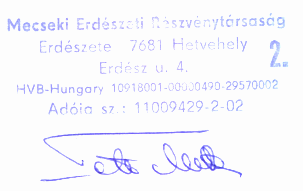 Mecseki Erdészeti Részvénytársaság
Erdészete 7681 Hetvehely
2.
Erdész u. 4.
HVB-Hungary 10918001-00000490-29570002
Adóig sz.: 11009429-2-02